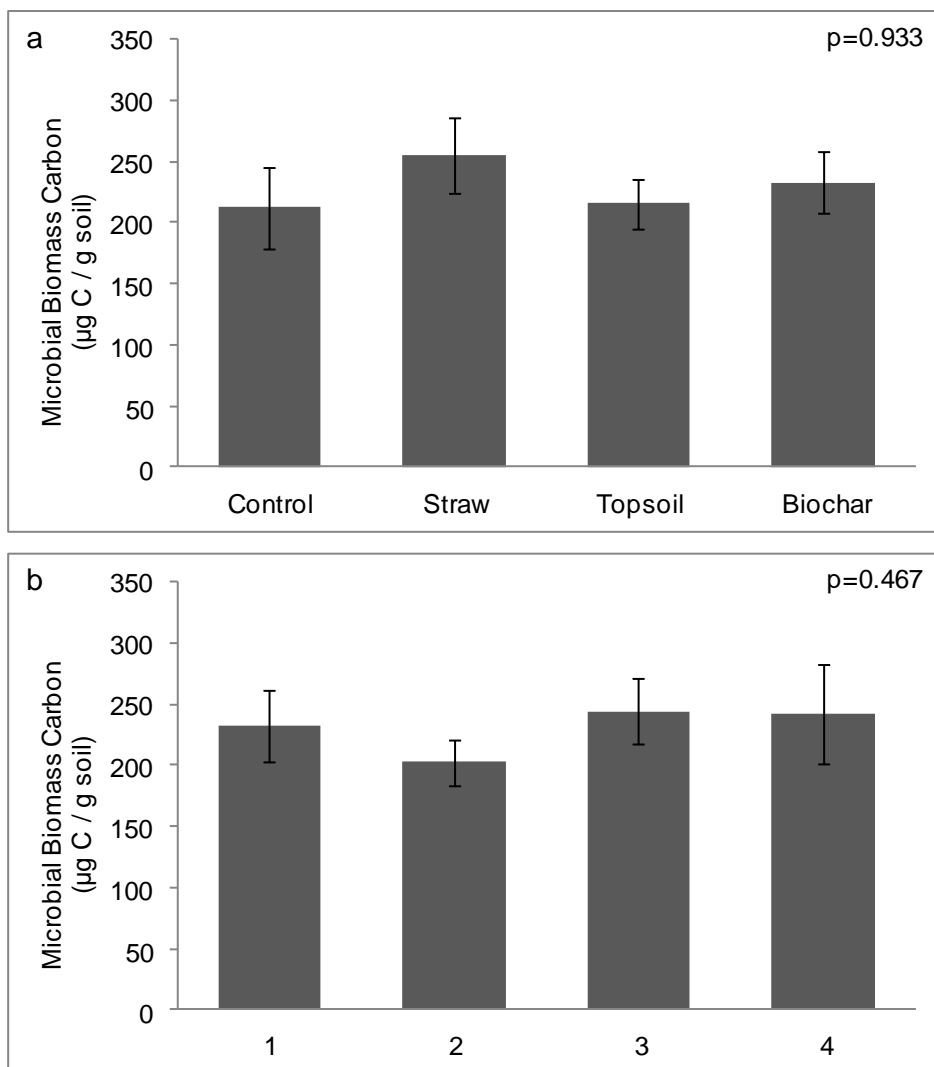 a
p=0.933
350
300
250
200
150
100
50
0
Microbial Biomass Carbon
(µg C / g soil)
Control Straw Topsoil Biochar
b
p=0.467
350
300
250
200
150
100
50
0
Microbial Biomass Carbon
(µg C / g soil)
1 2 3 4